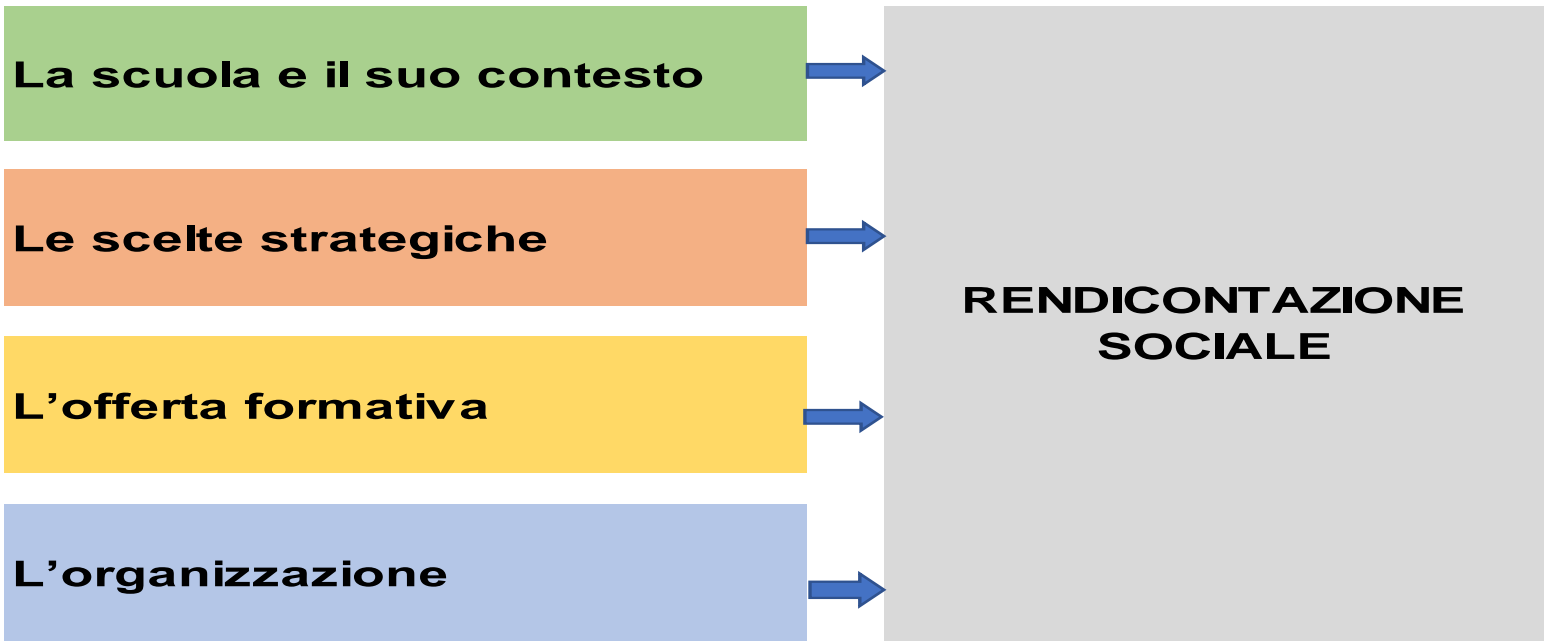 La scuola e il suo contesto
Le scelte strategiche
L’offerta formativa
L’organizzazione
RENDICONTAZIONE
SOCIALE